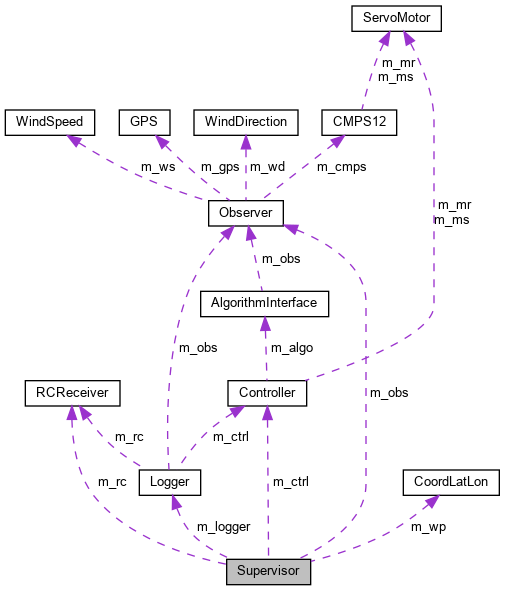 ServoMotor
m_mr
m_ms
WindSpeed
GPS
WindDirection
CMPS12
m_ws
m_gps
m_wd
m_cmps
m_mr
m_ms
Observer
m_obs
AlgorithmInterface
m_obs
m_algo
RCReceiver
Controller
m_obs
m_rc
m_ctrl
m_rc
Logger
m_ctrl
CoordLatLon
m_logger
m_wp
Supervisor